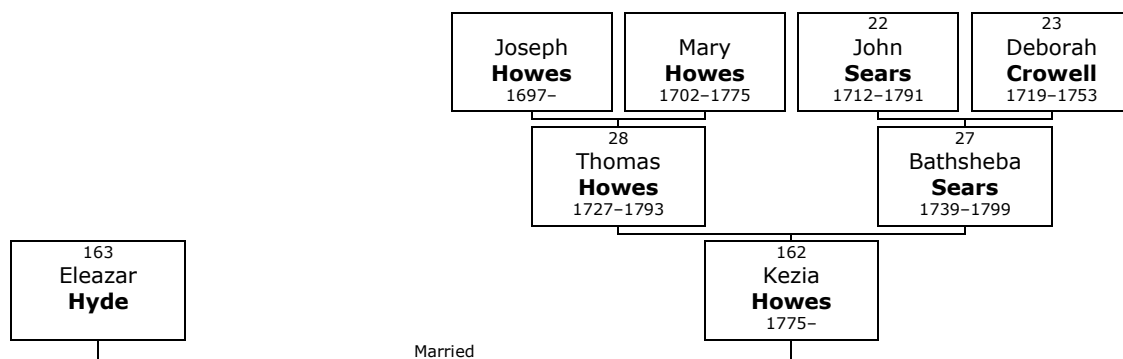 Joseph
Howes
1697–
Mary
Howes
1702–1775
22
John
Sears
1712–1791
23
Deborah
Crowell
1719–1753
28
Thomas
Howes
1727–1793
27
Bathsheba
Sears
1739–1799
163
Eleazar
Hyde
162
Kezia
Howes
1775–
Married